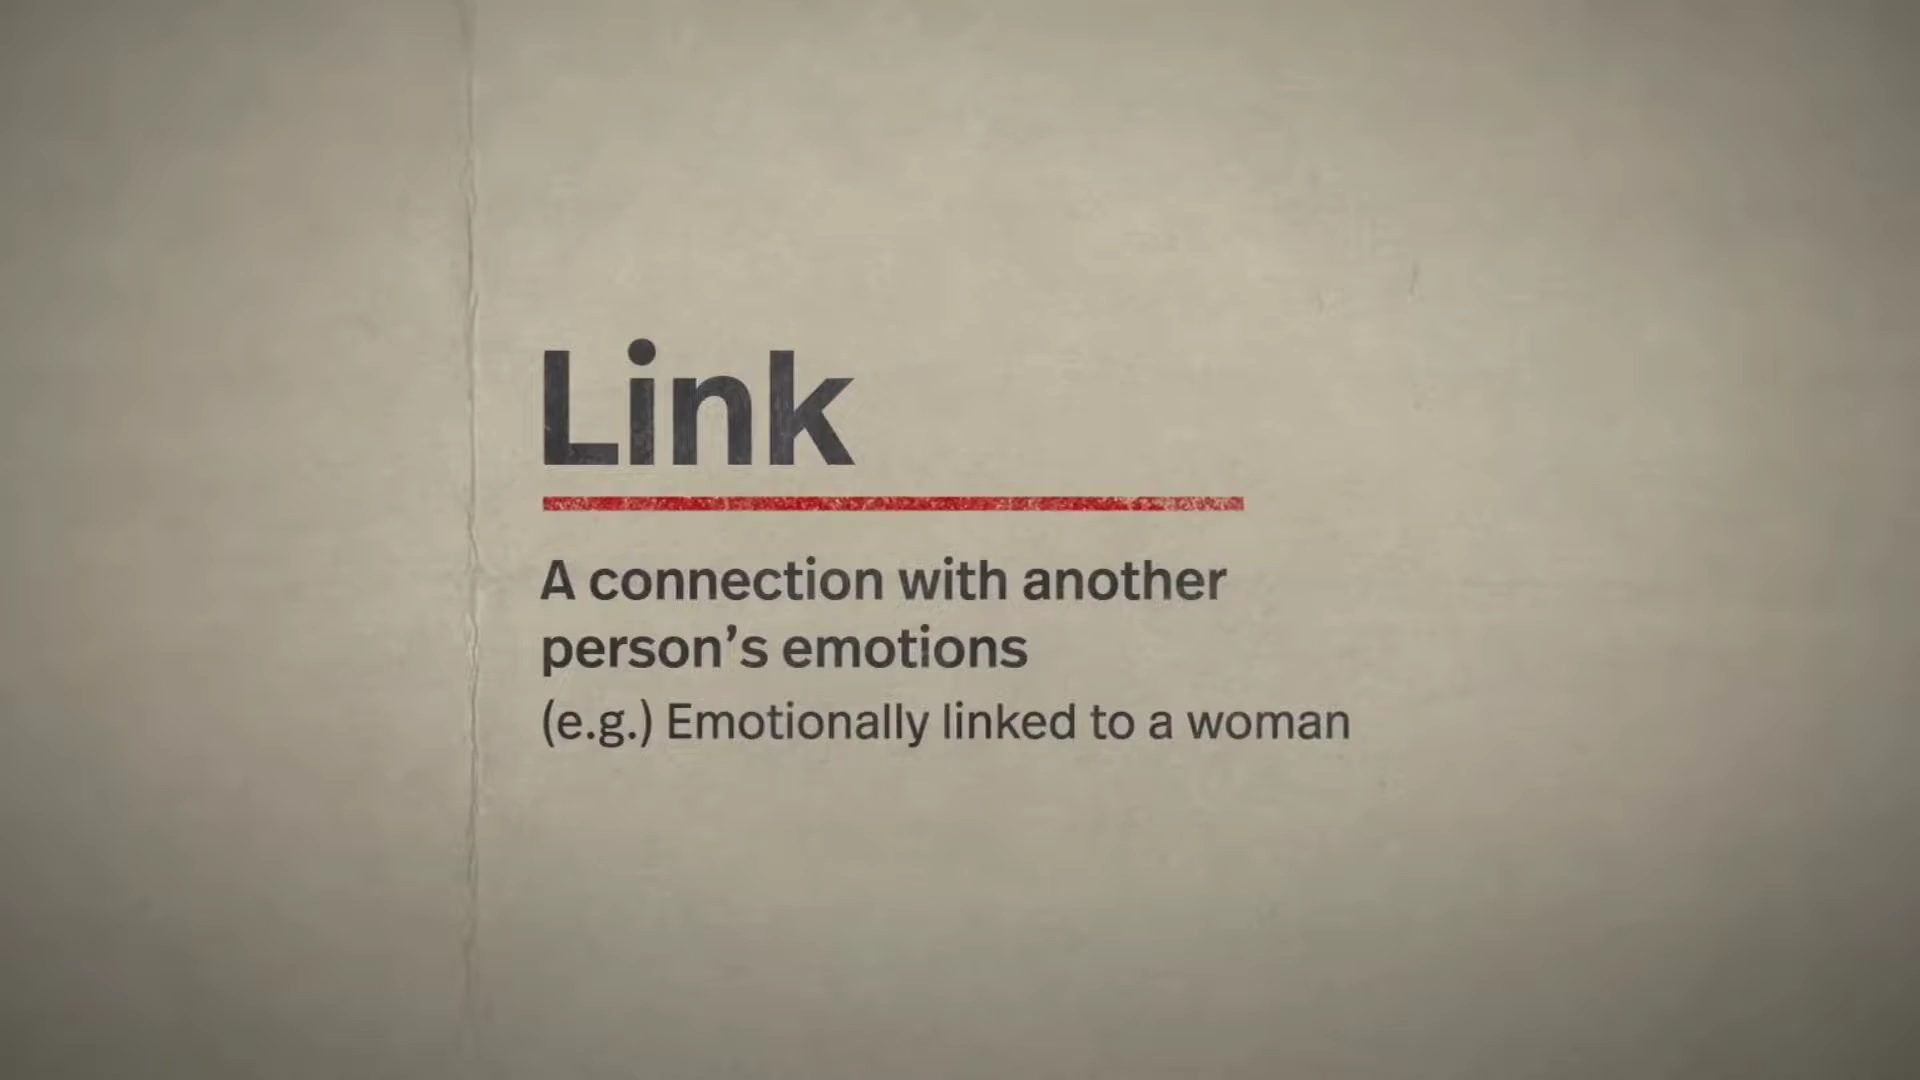 Link
A connection with another
person’s emotions
(e.g.) Emotionally linked to a woman